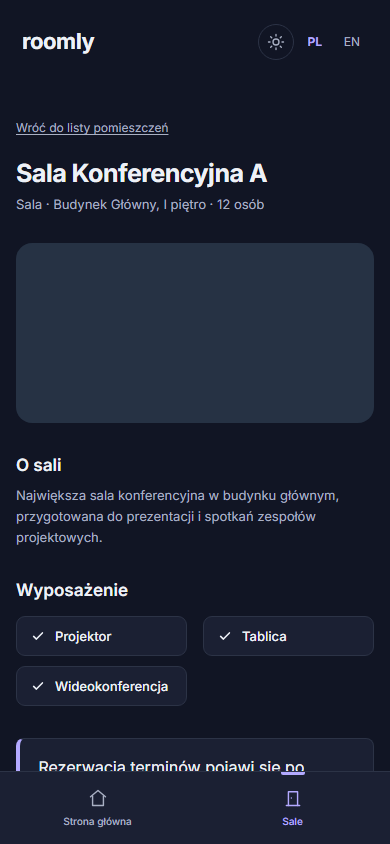 roomly
PL EN
Wróć do listy pomieszczeń
Sala Konferencyjna A
Sala · Budynek Główny, I piętro · 12 osób
O sali
Największa sala konferencyjna w budynku głównym,
przygotowana do prezentacji i spotkań zespołów
projektowych.
Wyposażenie
Projektor
Tablica
Wideokonferencja
Rezerwacja terminów pojawi się po
Strona główna
Sale